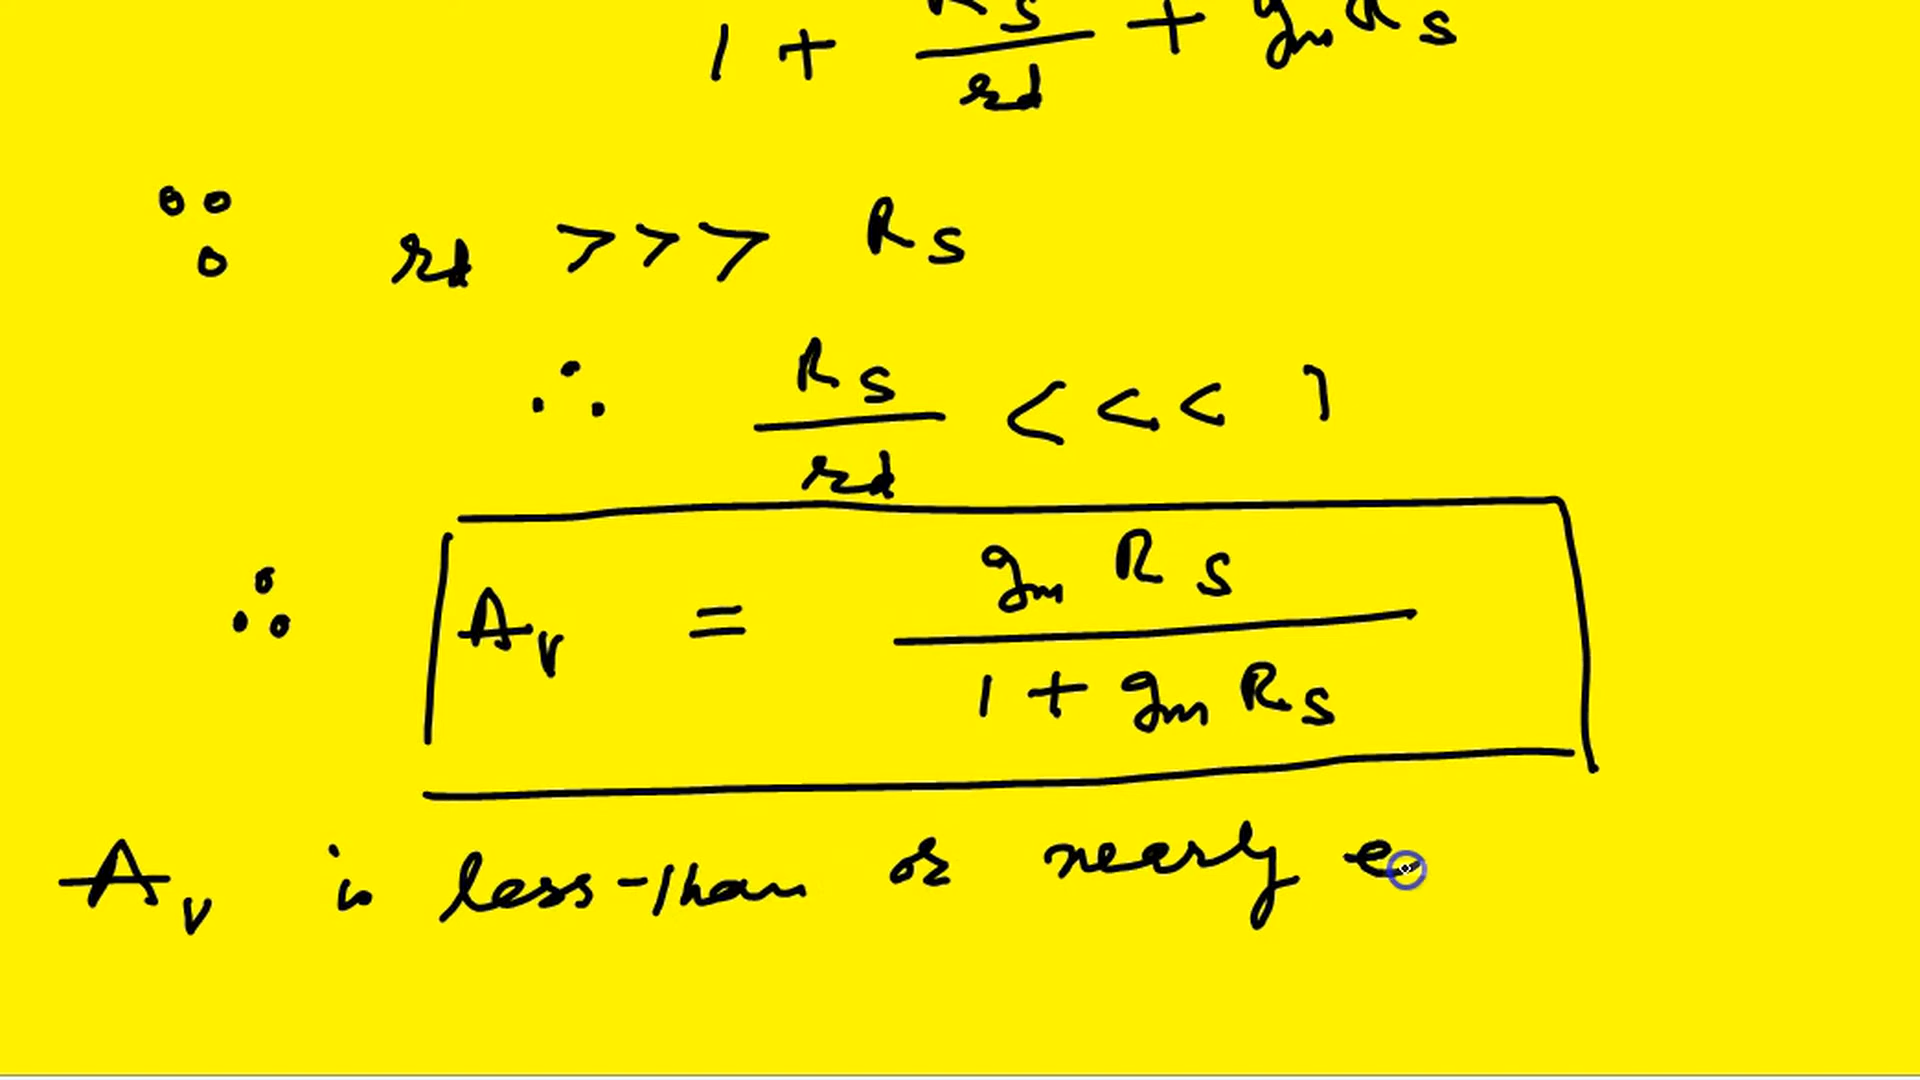 1 + Rs/rd + gm Rs
∵ rd >>> Rs
∴ Rs/rd <<< 1
∴ Av = gm Rs / 1 + gm Rs
Av is less than or nearly e